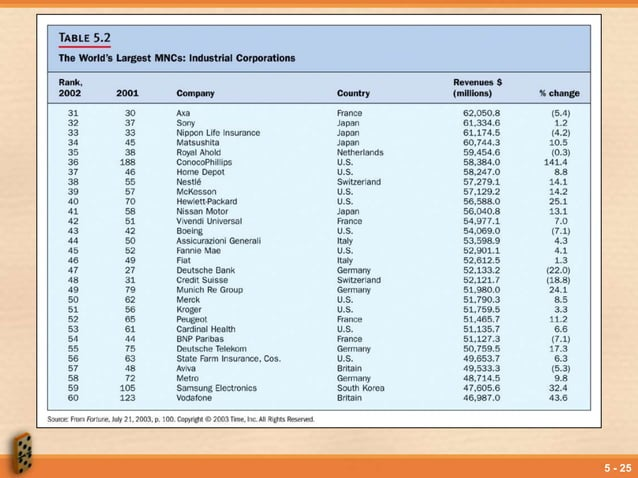 TABLE 5.2
The World's Largest MNCs: Industrial Corporations
Rank, 2002 2001 Company Country Revenues $ (millions) % change
31 30 Axa France 62,050.8 (5.4)
32 37 Sony Japan 61,334.6 1.2
33 33 Nippon Life Insurance Japan 61,174.5 (4.2)
34 45 Matsushita Japan 60,744.3 10.5
35 38 Royal Ahold Netherlands 59,454.6 (0.3)
36 188 ConocoPhillips U.S. 58,384.0 141.4
37 46 Home Depot U.S. 58,247.0 8.8
38 55 Nestlé Switzerland 57,279.1 14.1
39 57 McKesson U.S. 57,129.2 14.2
40 70 Hewlett-Packard U.S. 56,588.0 25.1
41 58 Nissan Motor Japan 56,040.8 13.1
42 51 Vivendi Universal France 54,977.1 7.0
43 42 Boeing U.S. 54,069.0 (7.1)
44 50 Assicurazioni Generali Italy 53,598.9 4.3
45 52 Fannie Mae U.S. 52,901.1 4.1
46 49 Fiat Italy 52,612.5 1.3
47 27 Deutsche Bank Germany 52,133.2 (22.0)
48 31 Credit Suisse Switzerland 52,121.7 (18.8)
49 79 Munich Re Group Germany 51,980.0 24.1
50 62 Merck U.S. 51,790.3 8.5
51 56 Kroger U.S. 51,759.5 3.3
52 65 Peugeot France 51,465.7 11.2
53 61 Cardinal Health U.S. 51,135.7 6.6
54 44 BNP Paribas France 51,127.3 (7.1)
55 75 Deutsche Telekom Germany 50,759.5 17.3
56 63 State Farm Insurance, Cos. U.S. 49,653.7 6.3
57 48 Aviva Britain 49,533.3 (5.3)
58 72 Metro Germany 48,714.5 9.8
59 105 Samsung Electronics South Korea 47,605.6 32.4
60 123 Vodafone Britain 46,987.0 43.6
Source: From Fortune, July 21, 2003, p. 100. Copyright © 2003 Time, Inc. All Rights Reserved.
5 - 25